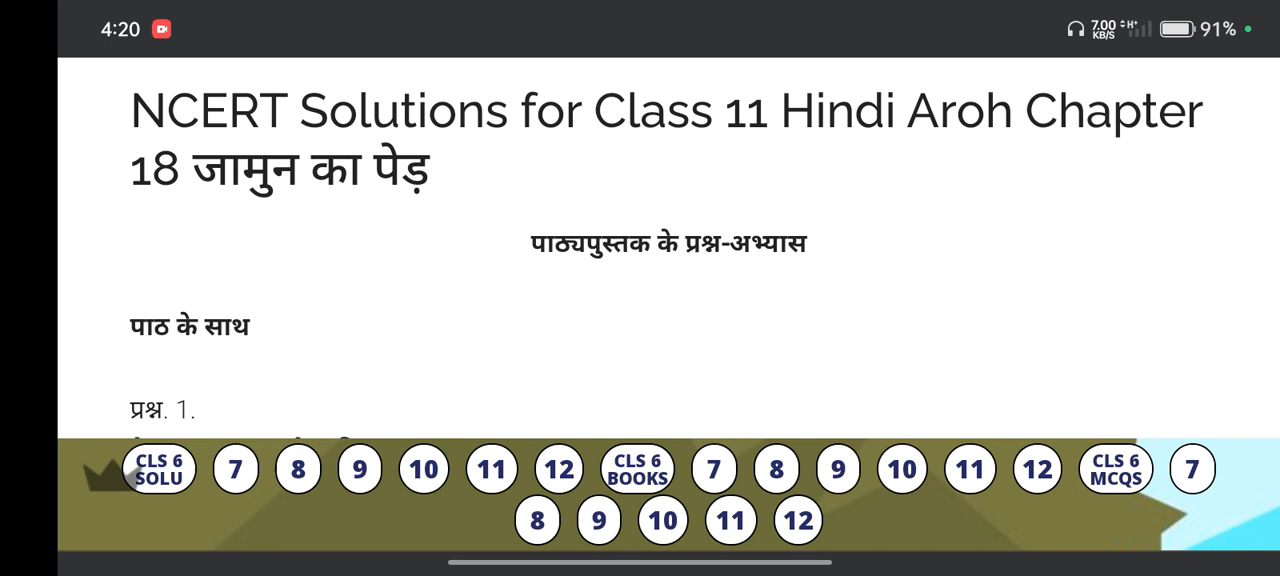 4:20
7.00 KB/S H+ 91%
NCERT Solutions for Class 11 Hindi Aroh Chapter
18 जामुन का पेड़
पाठ्यपुस्तक के प्रश्न-अभ्यास
पाठ के साथ
प्रश्न. 1.
CLS 6 SOLU 7 8 9 10 11 12 CLS 6 BOOKS 7 8 9 10 11 12 CLS 6 MCQS 7
8 9 10 11 12